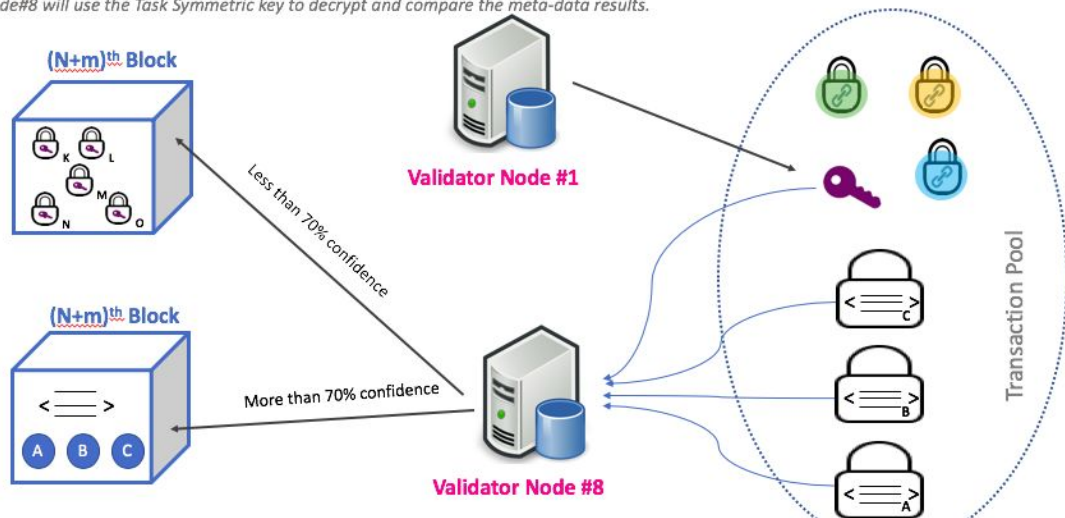 de#8 will use the Task Symmetric key to decrypt and compare the meta-data results.
(N+m)th Block
K L
M
N O
Validator Node #1
Less than 70% confidence
Transaction Pool
< > C
(N+m)th Block
< >
A B C
More than 70% confidence
Validator Node #8
< > B
< > A